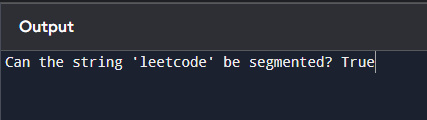 Output
Can the string 'leetcode' be segmented? True